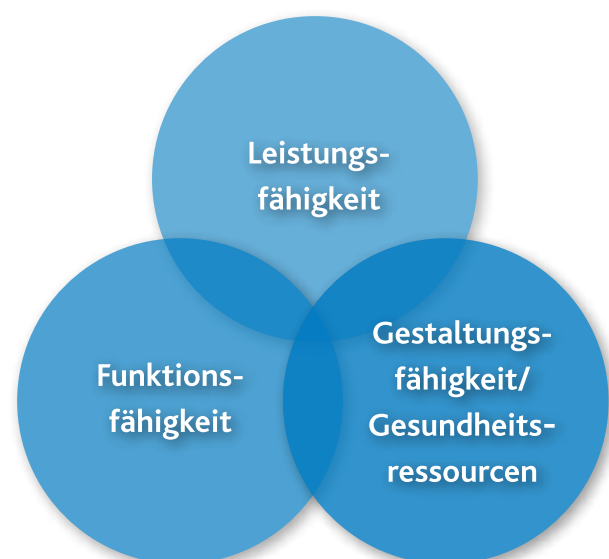 Leistungs-
fähigkeit
Funktions-
fähigkeit
Gestaltungs-
fähigkeit/
Gesundheits-
ressourcen